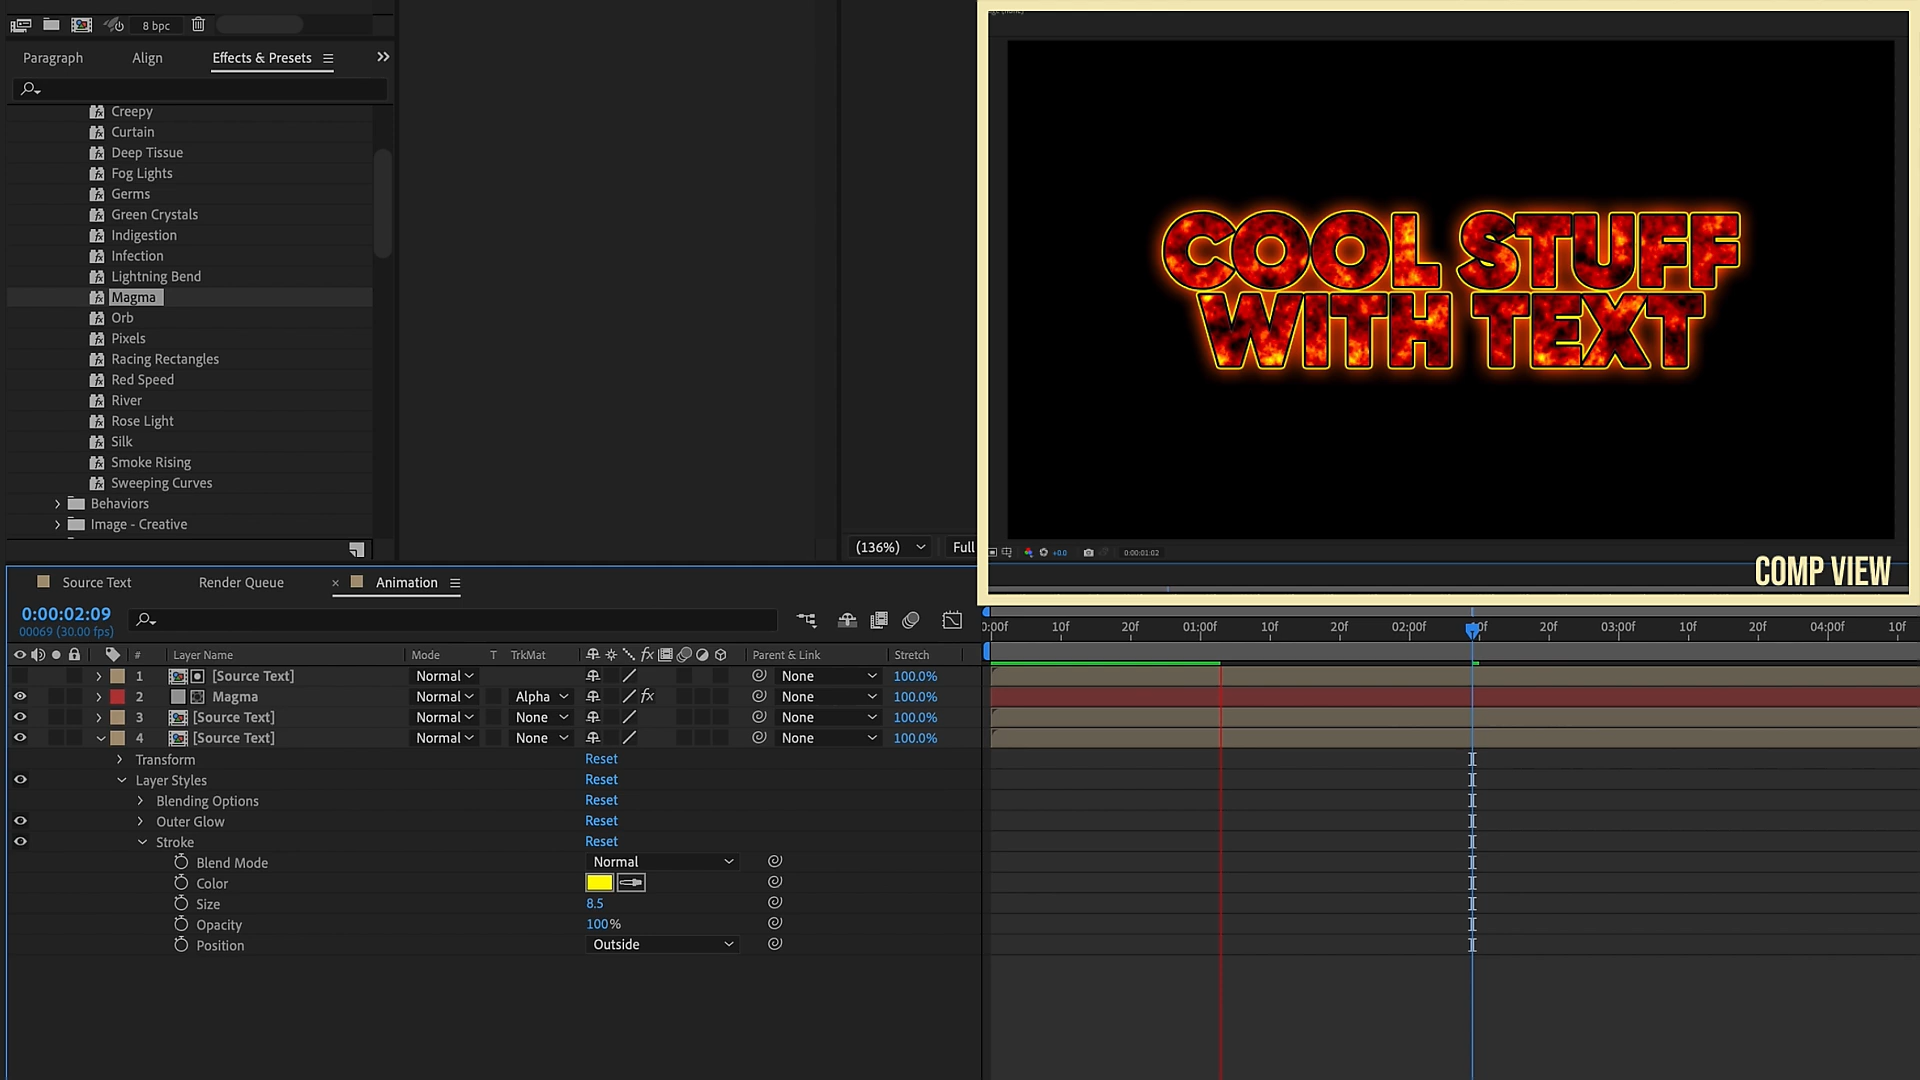 8 bpc
Paragraph
Align
Effects & Presets
Creepy
Curtain
Deep Tissue
Fog Lights
Germs
Green Crystals
Indigestion
Infection
Lightning Bend
Magma
Orb
Pixels
Racing Rectangles
Red Speed
River
Rose Light
Silk
Smoke Rising
Sweeping Curves
Behaviors
Image - Creative
(136%)
Full
COOL STUFF
WITH TEXT
+0.0
0:00:01:02
COMP VIEW
Source Text
Render Queue
× Animation
0:00:02:09
00069 (30.00 fps)
:00f 10f 20f 01:00f 10f 20f 02:00f 20f 03:00f 10f 20f 04:00f 10f
# Layer Name Mode T TrkMat fx Parent & Link Stretch
1 [Source Text] Normal None 100.0%
2 Magma Normal Alpha fx None 100.0%
3 [Source Text] Normal None None 100.0%
4 [Source Text] Normal None None 100.0%
Transform Reset
Layer Styles Reset
Blending Options Reset
Outer Glow Reset
Stroke Reset
Blend Mode Normal
Color
Size 8.5
Opacity 100%
Position Outside